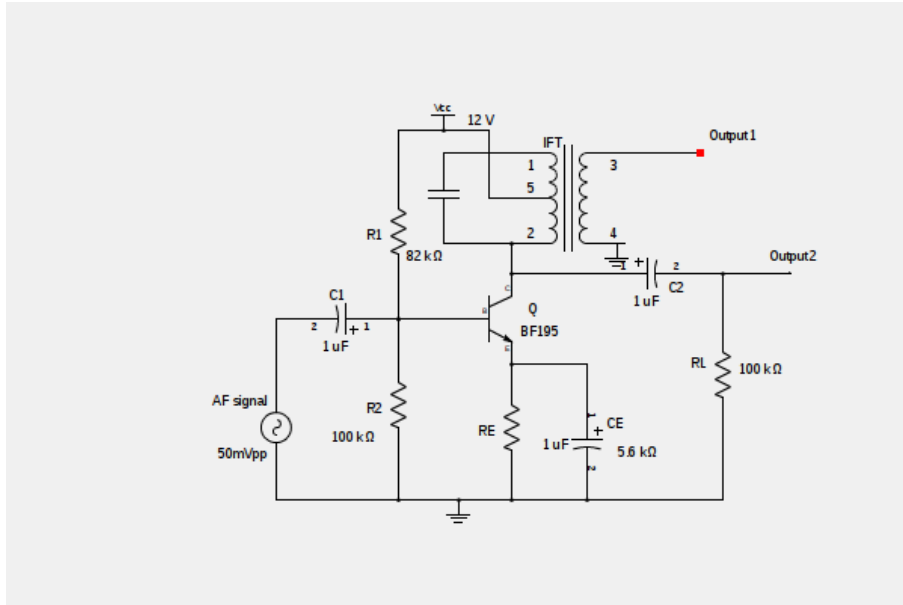 Vcc
12 V
IFT
Output1
1
3
5
R1
2
4
82 kΩ
Output2
1
2
C2
1 uF
C
C1
Q
B
2
1
BF195
1 uF
E
RL
100 kΩ
AF signal
R2
1
CE
RE
100 kΩ
1 uF
5.6 kΩ
50mVpp
2